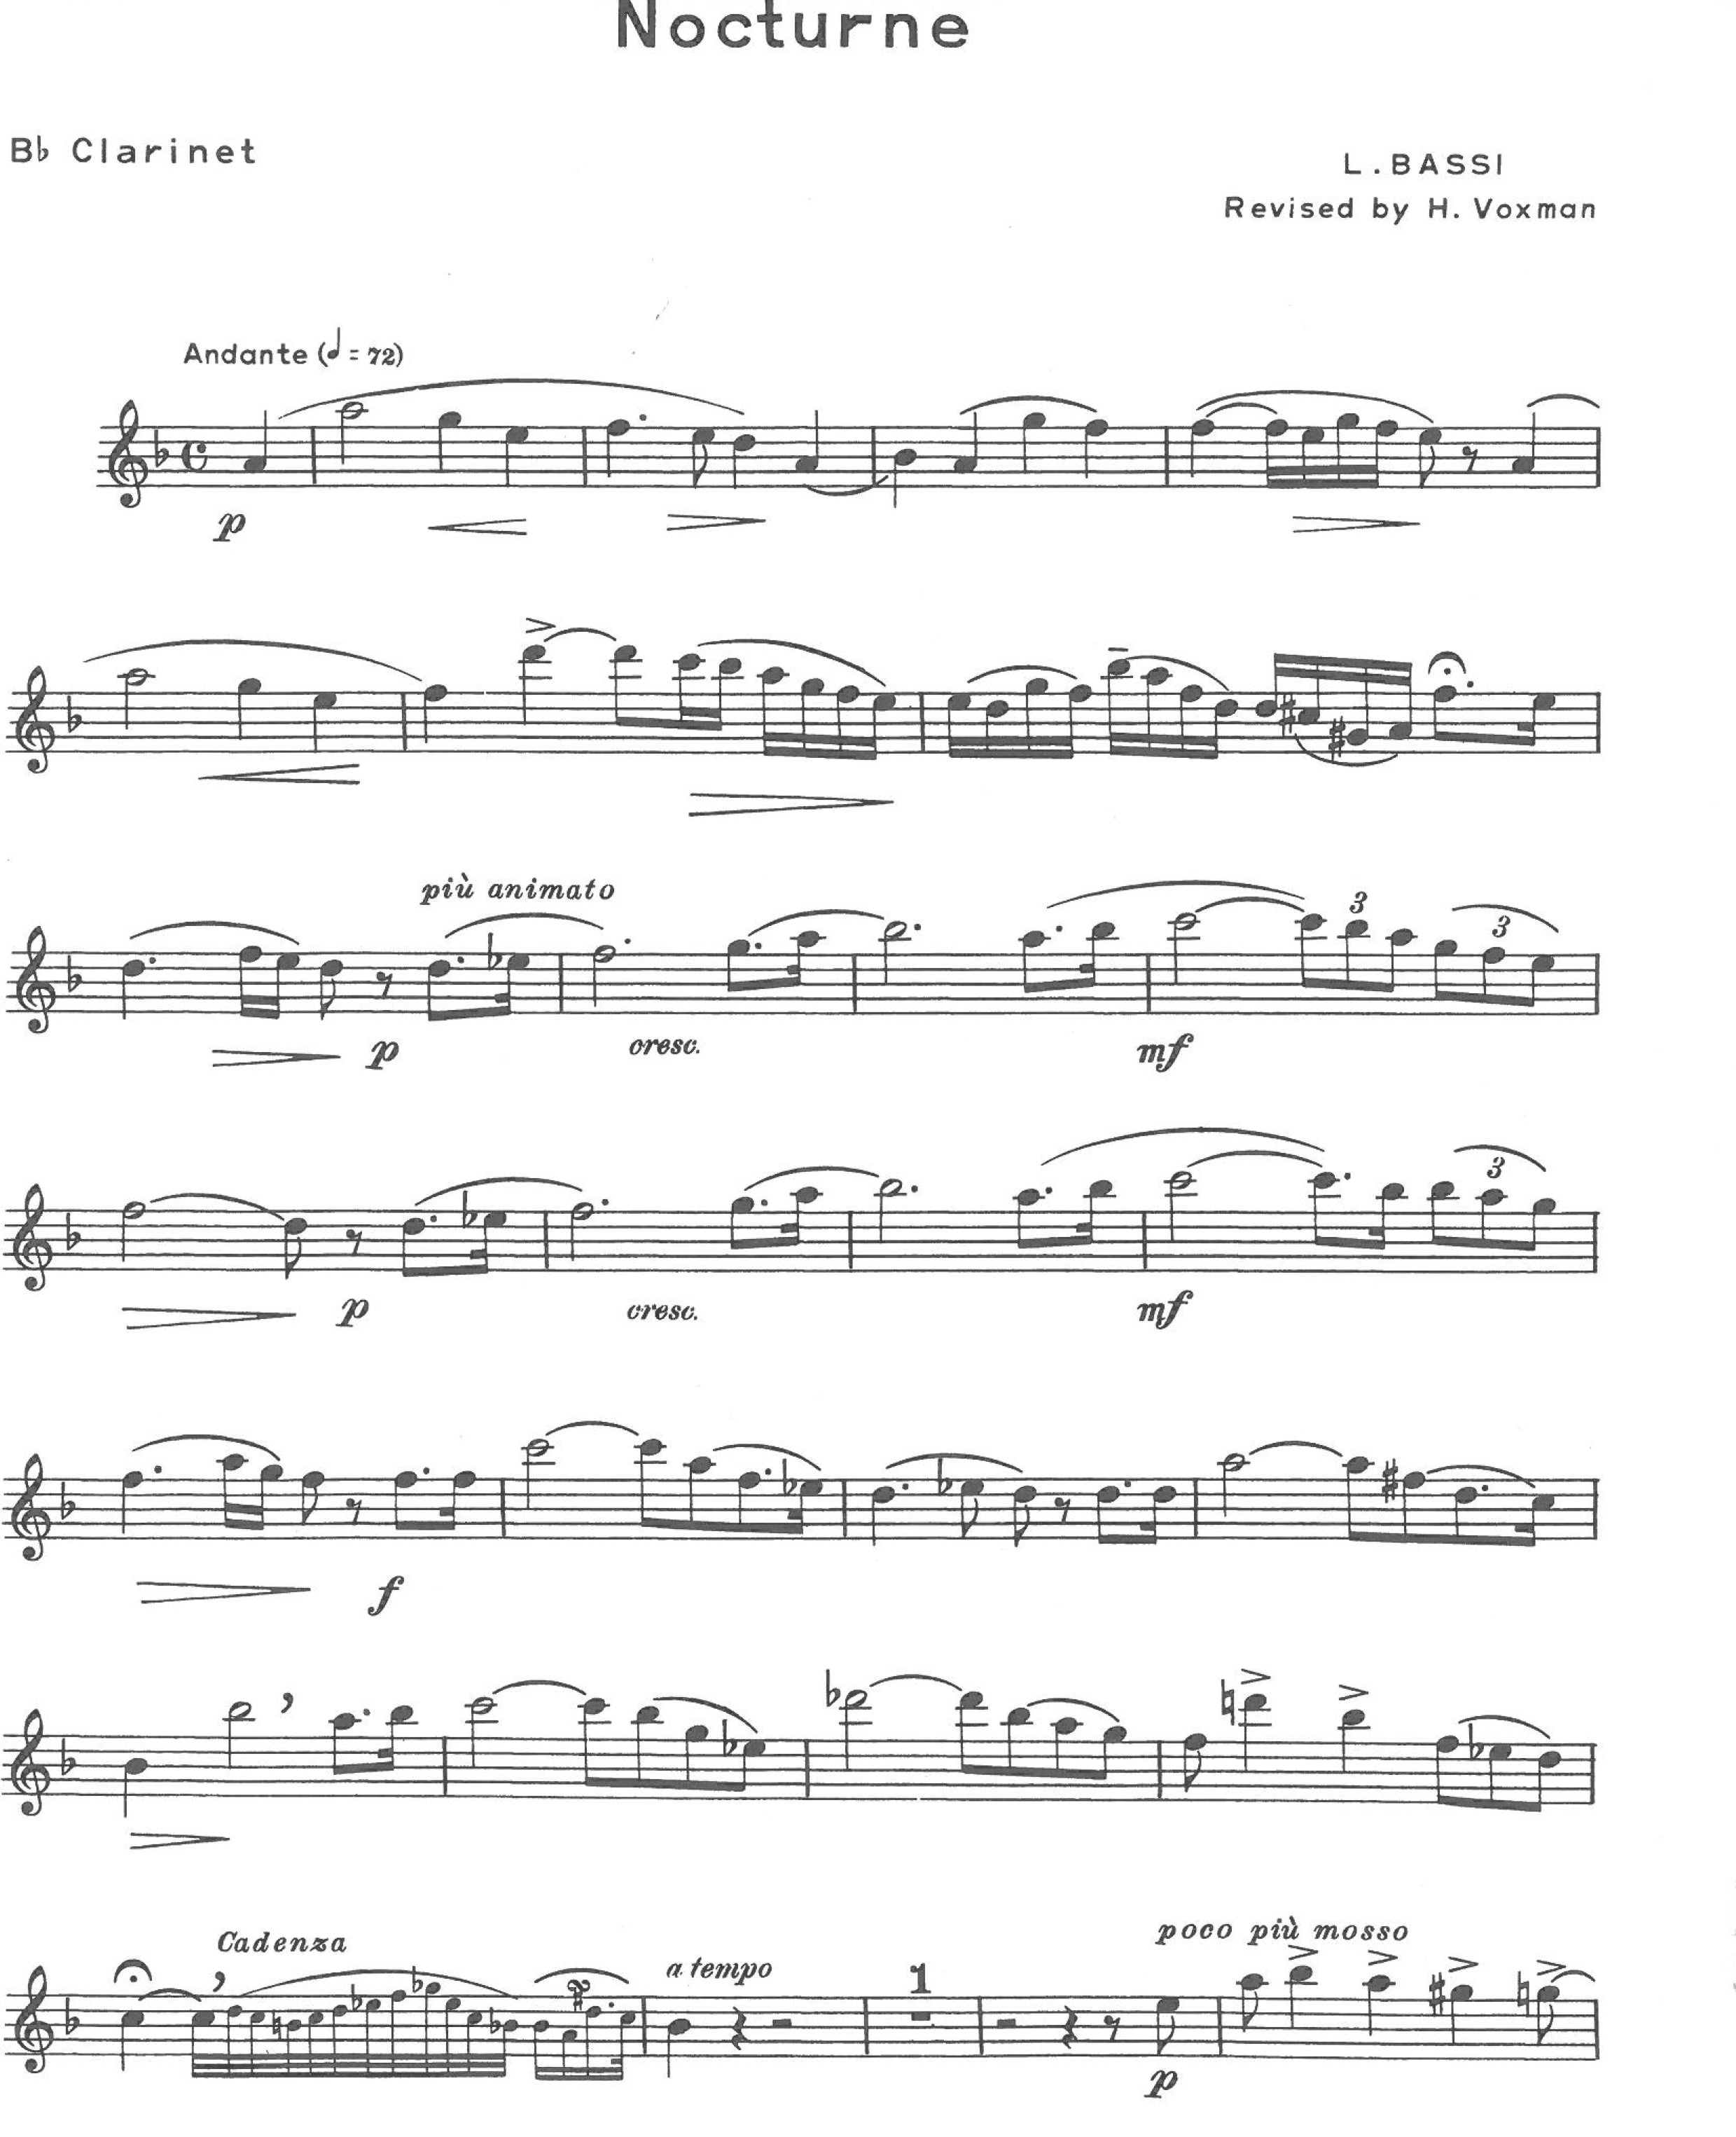 Nocturne
B♭ Clarinet
L. BASSI
Revised by H. Voxman
Andante (𝅗𝅥 = 72)
p
più animato
3 3
p cresc. mf
3
p cresc. mf
f
Cadenza a tempo 1 poco più mosso
p